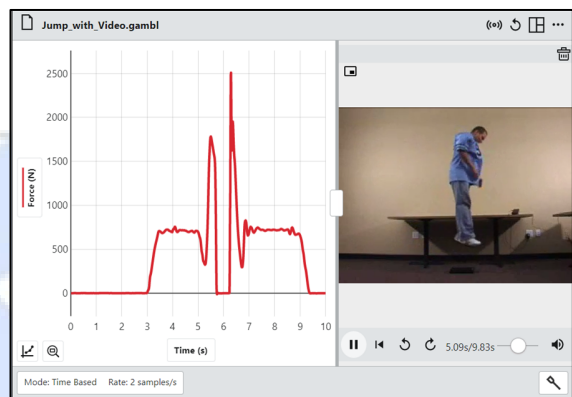 Jump_with_Video.gambl
2500
2000
1500
1000
500
0
Force (N)
0 1 2 3 4 5 6 7 8 9 10
Time (s)
5.09s/9.83s
Mode: Time Based Rate: 2 samples/s